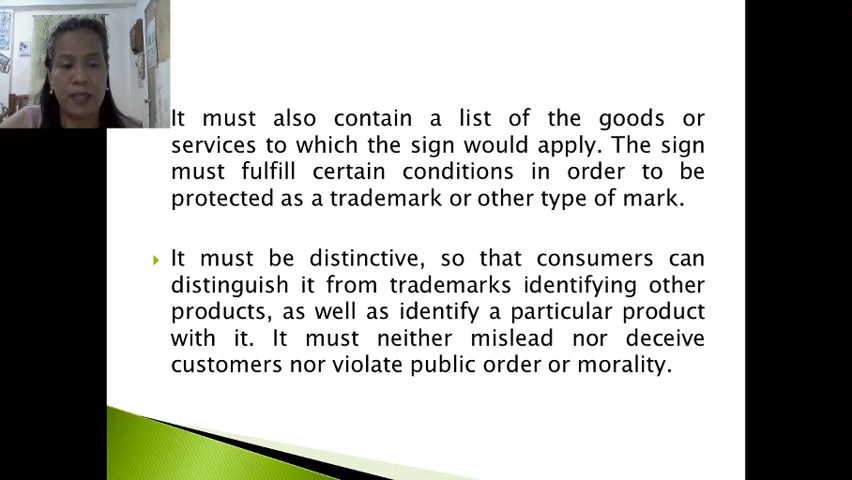 It must also contain a list of the goods or
services to which the sign would apply. The sign
must fulfill certain conditions in order to be
protected as a trademark or other type of mark.
It must be distinctive, so that consumers can
distinguish it from trademarks identifying other
products, as well as identify a particular product
with it. It must neither mislead nor deceive
customers nor violate public order or morality.